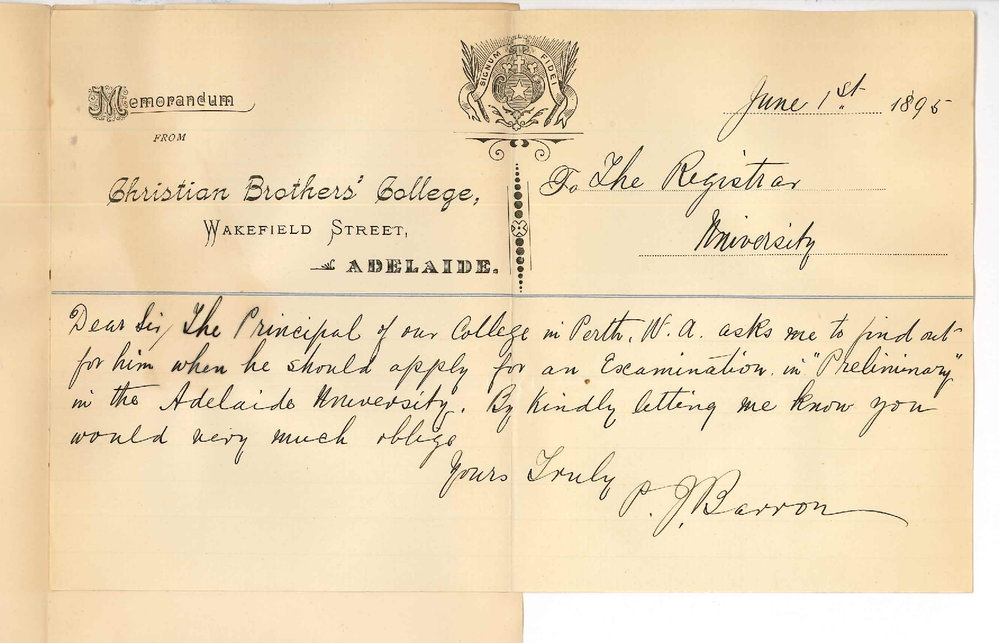 SIGNUM FIDEI
Memorandum
FROM
Christian Brothers' College,
WAKEFIELD STREET,
ADELAIDE.
June 1st 1895
To The Registrar
University
Dear Sir, The Principal of our College in Perth, W. A. asks me to find out
for him when he should apply for an Examination in "Preliminary"
in the Adelaide University. By kindly letting me know you
would very much oblige
Yours Truly
P. J. Barron